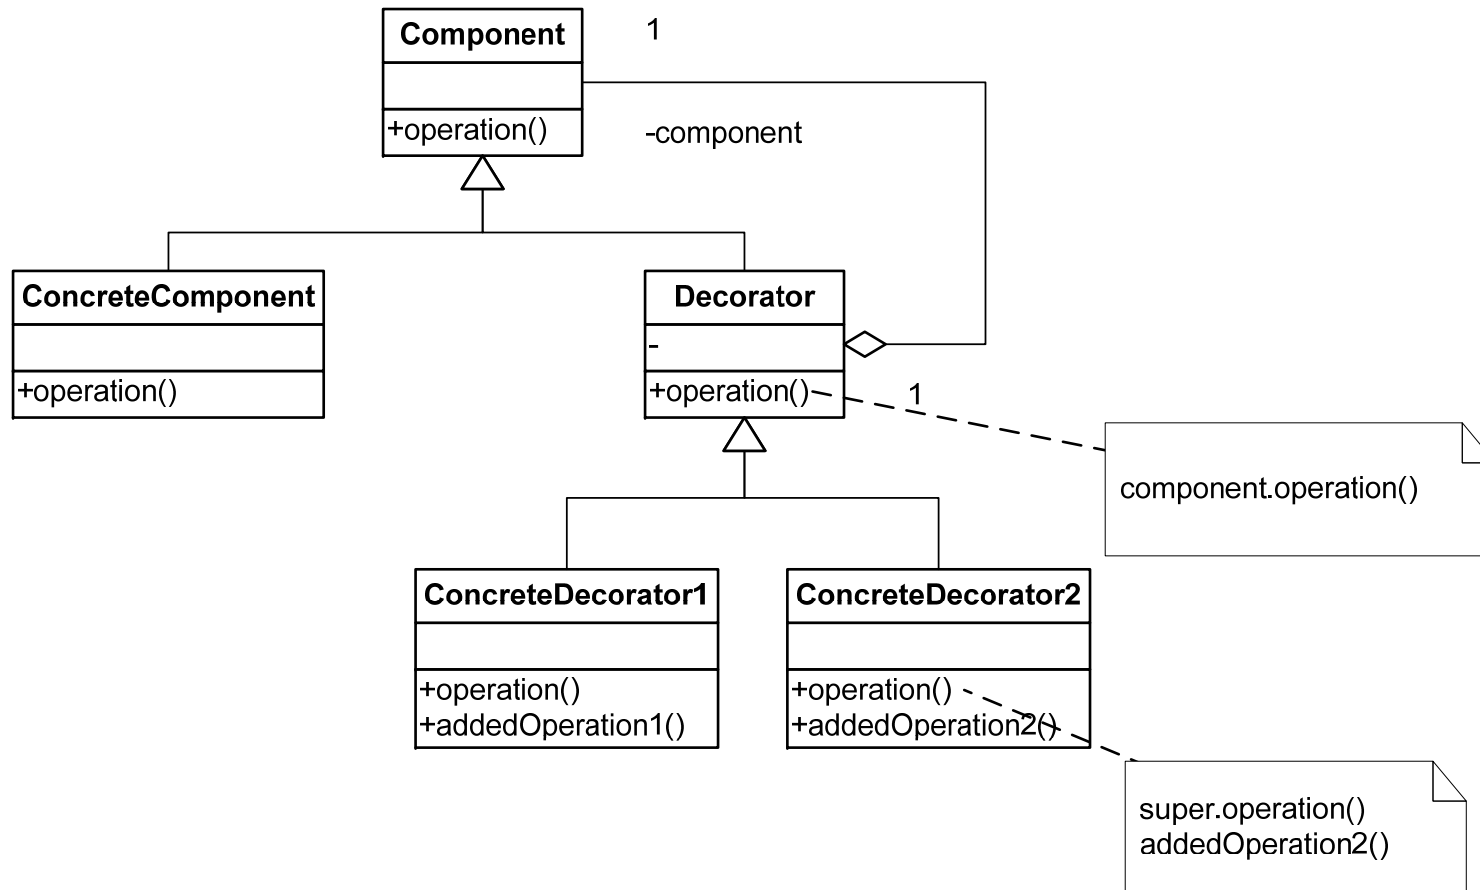 Component
1
+operation()
-component
ConcreteComponent
+operation()
Decorator
-
+operation()
1
component.operation()
ConcreteDecorator1
+operation()
+addedOperation1()
ConcreteDecorator2
+operation()
+addedOperation2()
super.operation()
addedOperation2()